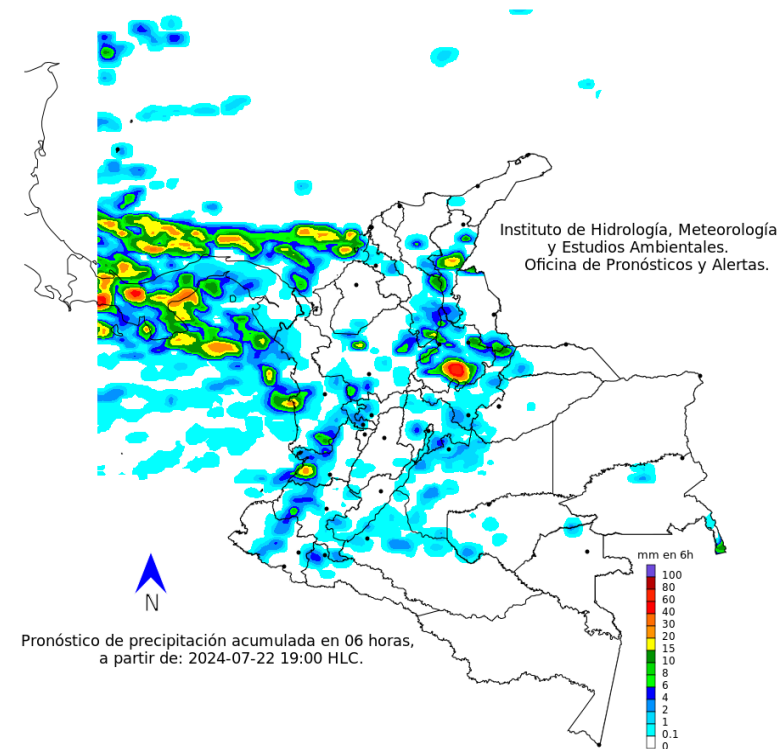 Instituto de Hidrología, Meteorología
y Estudios Ambientales.
Oficina de Pronósticos y Alertas.
mm en 6h
100
80
60
40
30
20
15
10
8
6
4
2
1
0.1
0
N
Pronóstico de precipitación acumulada en 06 horas,
a partir de: 2024-07-22 19:00 HLC.